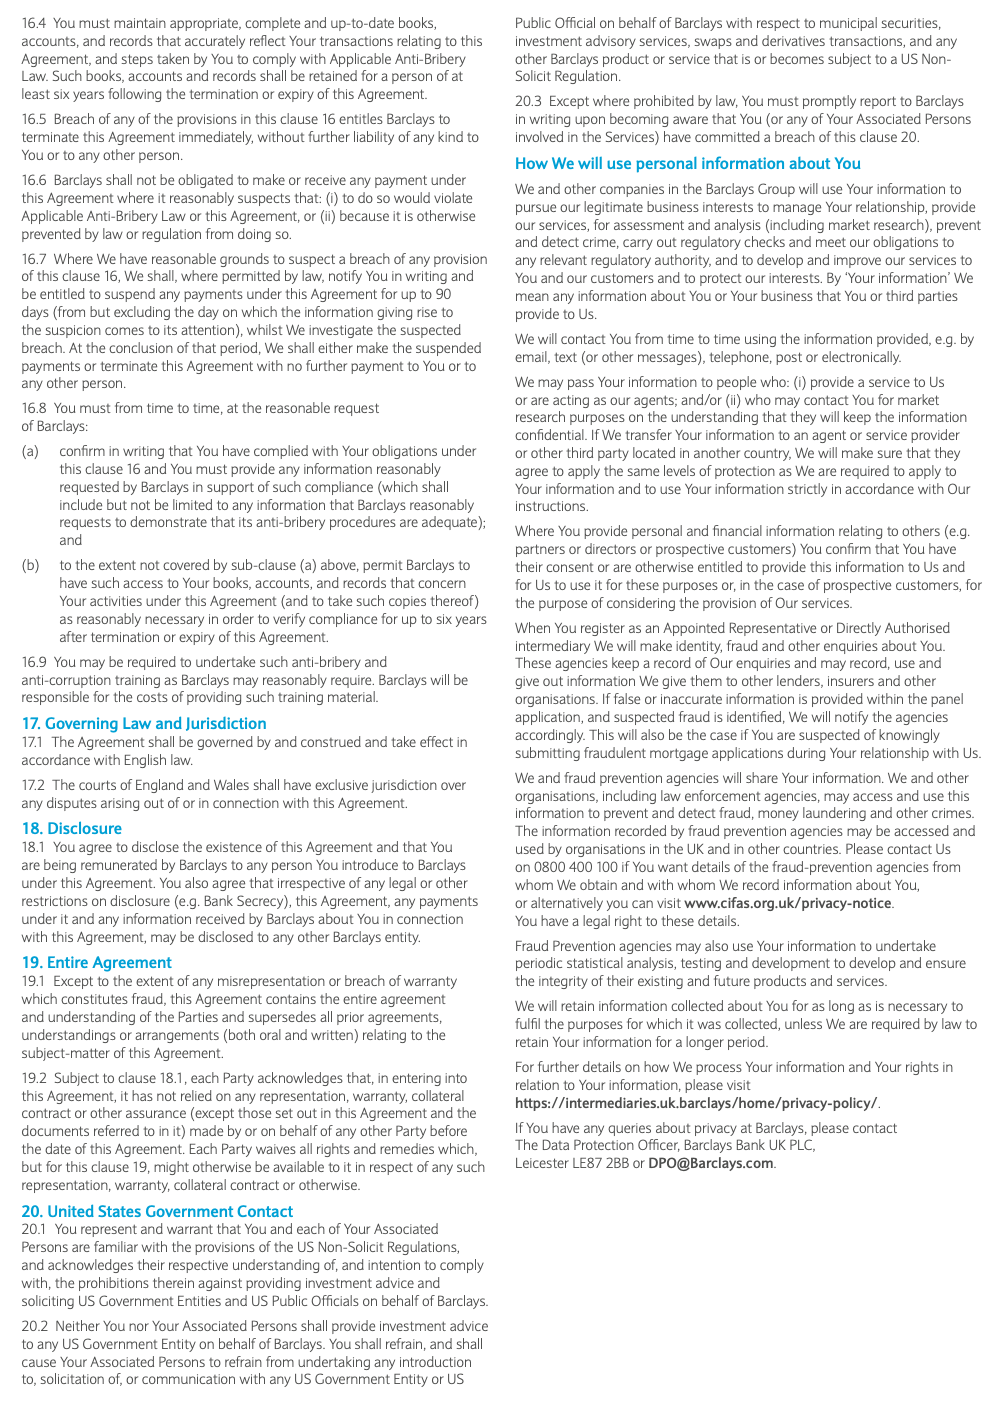 16.4 You must maintain appropriate, complete and up-to-date books,
accounts, and records that accurately reflect Your transactions relating to this
Agreement, and steps taken by You to comply with Applicable Anti-Bribery
Law. Such books, accounts and records shall be retained for a person of at
least six years following the termination or expiry of this Agreement.
16.5 Breach of any of the provisions in this clause 16 entitles Barclays to
terminate this Agreement immediately, without further liability of any kind to
You or to any other person.
16.6 Barclays shall not be obligated to make or receive any payment under
this Agreement where it reasonably suspects that: (i) to do so would violate
Applicable Anti-Bribery Law or this Agreement, or (ii) because it is otherwise
prevented by law or regulation from doing so.
16.7 Where We have reasonable grounds to suspect a breach of any provision
of this clause 16, We shall, where permitted by law, notify You in writing and
be entitled to suspend any payments under this Agreement for up to 90
days (from but excluding the day on which the information giving rise to
the suspicion comes to its attention), whilst We investigate the suspected
breach. At the conclusion of that period, We shall either make the suspended
payments or terminate this Agreement with no further payment to You or to
any other person.
16.8 You must from time to time, at the reasonable request
of Barclays:
(a) confirm in writing that You have complied with Your obligations under
this clause 16 and You must provide any information reasonably
requested by Barclays in support of such compliance (which shall
include but not be limited to any information that Barclays reasonably
requests to demonstrate that its anti-bribery procedures are adequate);
and
(b) to the extent not covered by sub-clause (a) above, permit Barclays to
have such access to Your books, accounts, and records that concern
Your activities under this Agreement (and to take such copies thereof)
as reasonably necessary in order to verify compliance for up to six years
after termination or expiry of this Agreement.
16.9 You may be required to undertake such anti-bribery and
anti-corruption training as Barclays may reasonably require. Barclays will be
responsible for the costs of providing such training material.
17. Governing Law and Jurisdiction
17.1 The Agreement shall be governed by and construed and take effect in
accordance with English law.
17.2 The courts of England and Wales shall have exclusive jurisdiction over
any disputes arising out of or in connection with this Agreement.
18. Disclosure
18.1 You agree to disclose the existence of this Agreement and that You
are being remunerated by Barclays to any person You introduce to Barclays
under this Agreement. You also agree that irrespective of any legal or other
restrictions on disclosure (e.g. Bank Secrecy), this Agreement, any payments
under it and any information received by Barclays about You in connection
with this Agreement, may be disclosed to any other Barclays entity.
19. Entire Agreement
19.1 Except to the extent of any misrepresentation or breach of warranty
which constitutes fraud, this Agreement contains the entire agreement
and understanding of the Parties and supersedes all prior agreements,
understandings or arrangements (both oral and written) relating to the
subject-matter of this Agreement.
19.2 Subject to clause 18.1, each Party acknowledges that, in entering into
this Agreement, it has not relied on any representation, warranty, collateral
contract or other assurance (except those set out in this Agreement and the
documents referred to in it) made by or on behalf of any other Party before
the date of this Agreement. Each Party waives all rights and remedies which,
but for this clause 19, might otherwise be available to it in respect of any such
representation, warranty, collateral contract or otherwise.
20. United States Government Contact
20.1 You represent and warrant that You and each of Your Associated
Persons are familiar with the provisions of the US Non-Solicit Regulations,
and acknowledges their respective understanding of, and intention to comply
with, the prohibitions therein against providing investment advice and
soliciting US Government Entities and US Public Officials on behalf of Barclays.
20.2 Neither You nor Your Associated Persons shall provide investment advice
to any US Government Entity on behalf of Barclays. You shall refrain, and shall
cause Your Associated Persons to refrain from undertaking any introduction
to, solicitation of, or communication with any US Government Entity or US
Public Official on behalf of Barclays with respect to municipal securities,
investment advisory services, swaps and derivatives transactions, and any
other Barclays product or service that is or becomes subject to a US Non-
Solicit Regulation.
20.3 Except where prohibited by law, You must promptly report to Barclays
in writing upon becoming aware that You (or any of Your Associated Persons
involved in the Services) have committed a breach of this clause 20.
How We will use personal information about You
We and other companies in the Barclays Group will use Your information to
pursue our legitimate business interests to manage Your relationship, provide
our services, for assessment and analysis (including market research), prevent
and detect crime, carry out regulatory checks and meet our obligations to
any relevant regulatory authority, and to develop and improve our services to
You and our customers and to protect our interests. By ‘Your information’ We
mean any information about You or Your business that You or third parties
provide to Us.
We will contact You from time to time using the information provided, e.g. by
email, text (or other messages), telephone, post or electronically.
We may pass Your information to people who: (i) provide a service to Us
or are acting as our agents; and/or (ii) who may contact You for market
research purposes on the understanding that they will keep the information
confidential. If We transfer Your information to an agent or service provider
or other third party located in another country, We will make sure that they
agree to apply the same levels of protection as We are required to apply to
Your information and to use Your information strictly in accordance with Our
instructions.
Where You provide personal and financial information relating to others (e.g.
partners or directors or prospective customers) You confirm that You have
their consent or are otherwise entitled to provide this information to Us and
for Us to use it for these purposes or, in the case of prospective customers, for
the purpose of considering the provision of Our services.
When You register as an Appointed Representative or Directly Authorised
intermediary We will make identity, fraud and other enquiries about You.
These agencies keep a record of Our enquiries and may record, use and
give out information We give them to other lenders, insurers and other
organisations. If false or inaccurate information is provided within the panel
application, and suspected fraud is identified, We will notify the agencies
accordingly. This will also be the case if You are suspected of knowingly
submitting fraudulent mortgage applications during Your relationship with Us.
We and fraud prevention agencies will share Your information. We and other
organisations, including law enforcement agencies, may access and use this
information to prevent and detect fraud, money laundering and other crimes.
The information recorded by fraud prevention agencies may be accessed and
used by organisations in the UK and in other countries. Please contact Us
on 0800 400 100 if You want details of the fraud-prevention agencies from
whom We obtain and with whom We record information about You,
or alternatively you can visit www.cifas.org.uk/privacy-notice.
You have a legal right to these details.
Fraud Prevention agencies may also use Your information to undertake
periodic statistical analysis, testing and development to develop and ensure
the integrity of their existing and future products and services.
We will retain information collected about You for as long as is necessary to
fulfil the purposes for which it was collected, unless We are required by law to
retain Your information for a longer period.
For further details on how We process Your information and Your rights in
relation to Your information, please visit
https://intermediaries.uk.barclays/home/privacy-policy/.
If You have any queries about privacy at Barclays, please contact
The Data Protection Officer, Barclays Bank UK PLC,
Leicester LE87 2BB or DPO@Barclays.com.